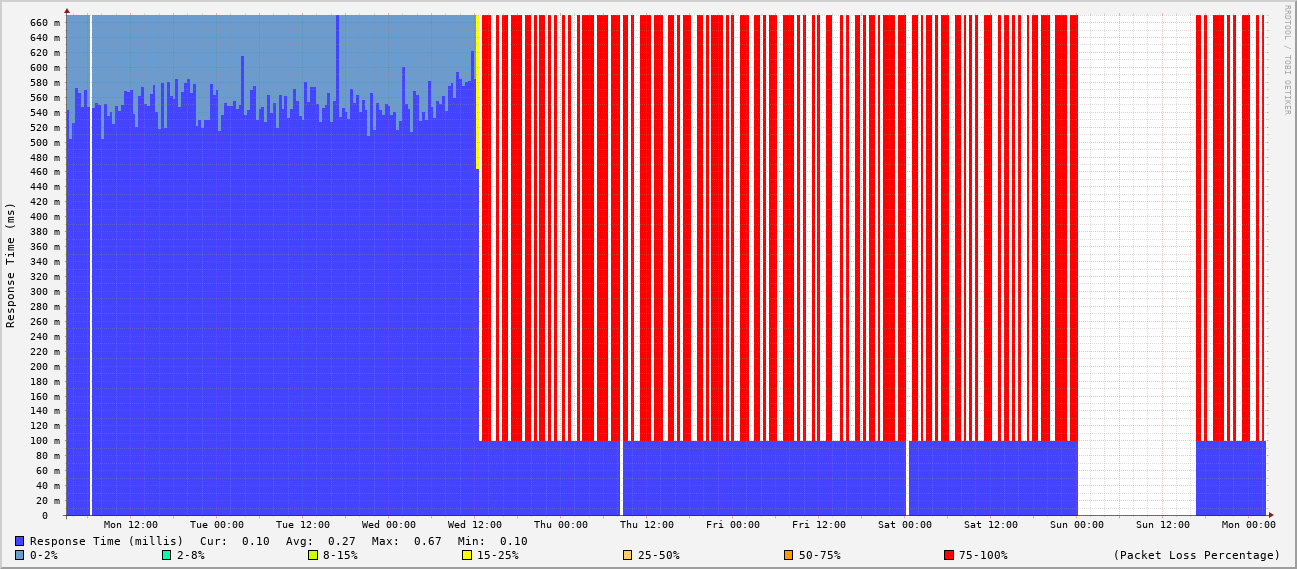 RRDTOOL / TOBI OETIKER
Response Time (ms)
660 m
640 m
620 m
600 m
580 m
560 m
540 m
520 m
500 m
480 m
460 m
440 m
420 m
400 m
380 m
360 m
340 m
320 m
300 m
280 m
260 m
240 m
220 m
200 m
180 m
160 m
140 m
120 m
100 m
80 m
60 m
40 m
20 m
0
Mon 12:00 Tue 00:00 Tue 12:00 Wed 00:00 Wed 12:00 Thu 00:00 Thu 12:00 Fri 00:00 Fri 12:00 Sat 00:00 Sat 12:00 Sun 00:00 Sun 12:00 Mon 00:00
Response Time (millis) Cur: 0.10 Avg: 0.27 Max: 0.67 Min: 0.10
0-2% 2-8% 8-15% 15-25% 25-50% 50-75% 75-100% (Packet Loss Percentage)